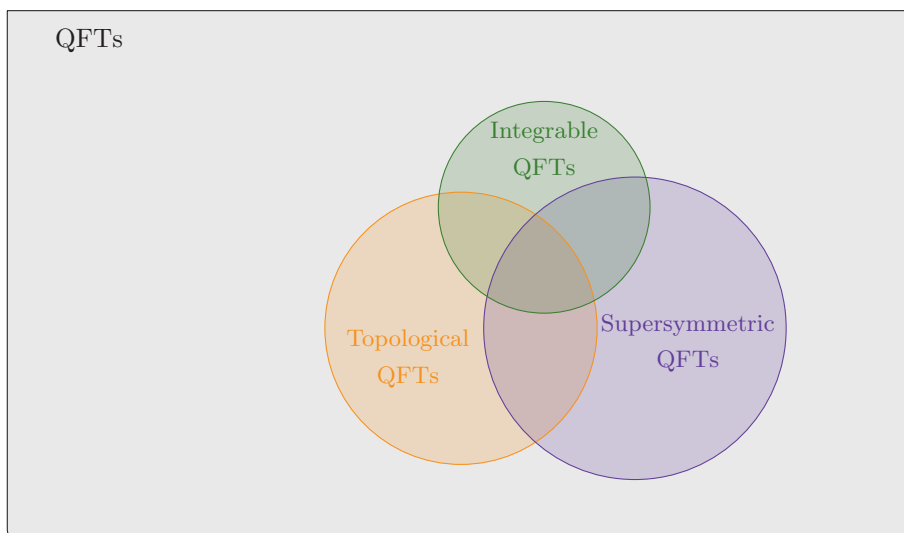 QFTs
Integrable
QFTs
Topological
QFTs
Supersymmetric
QFTs